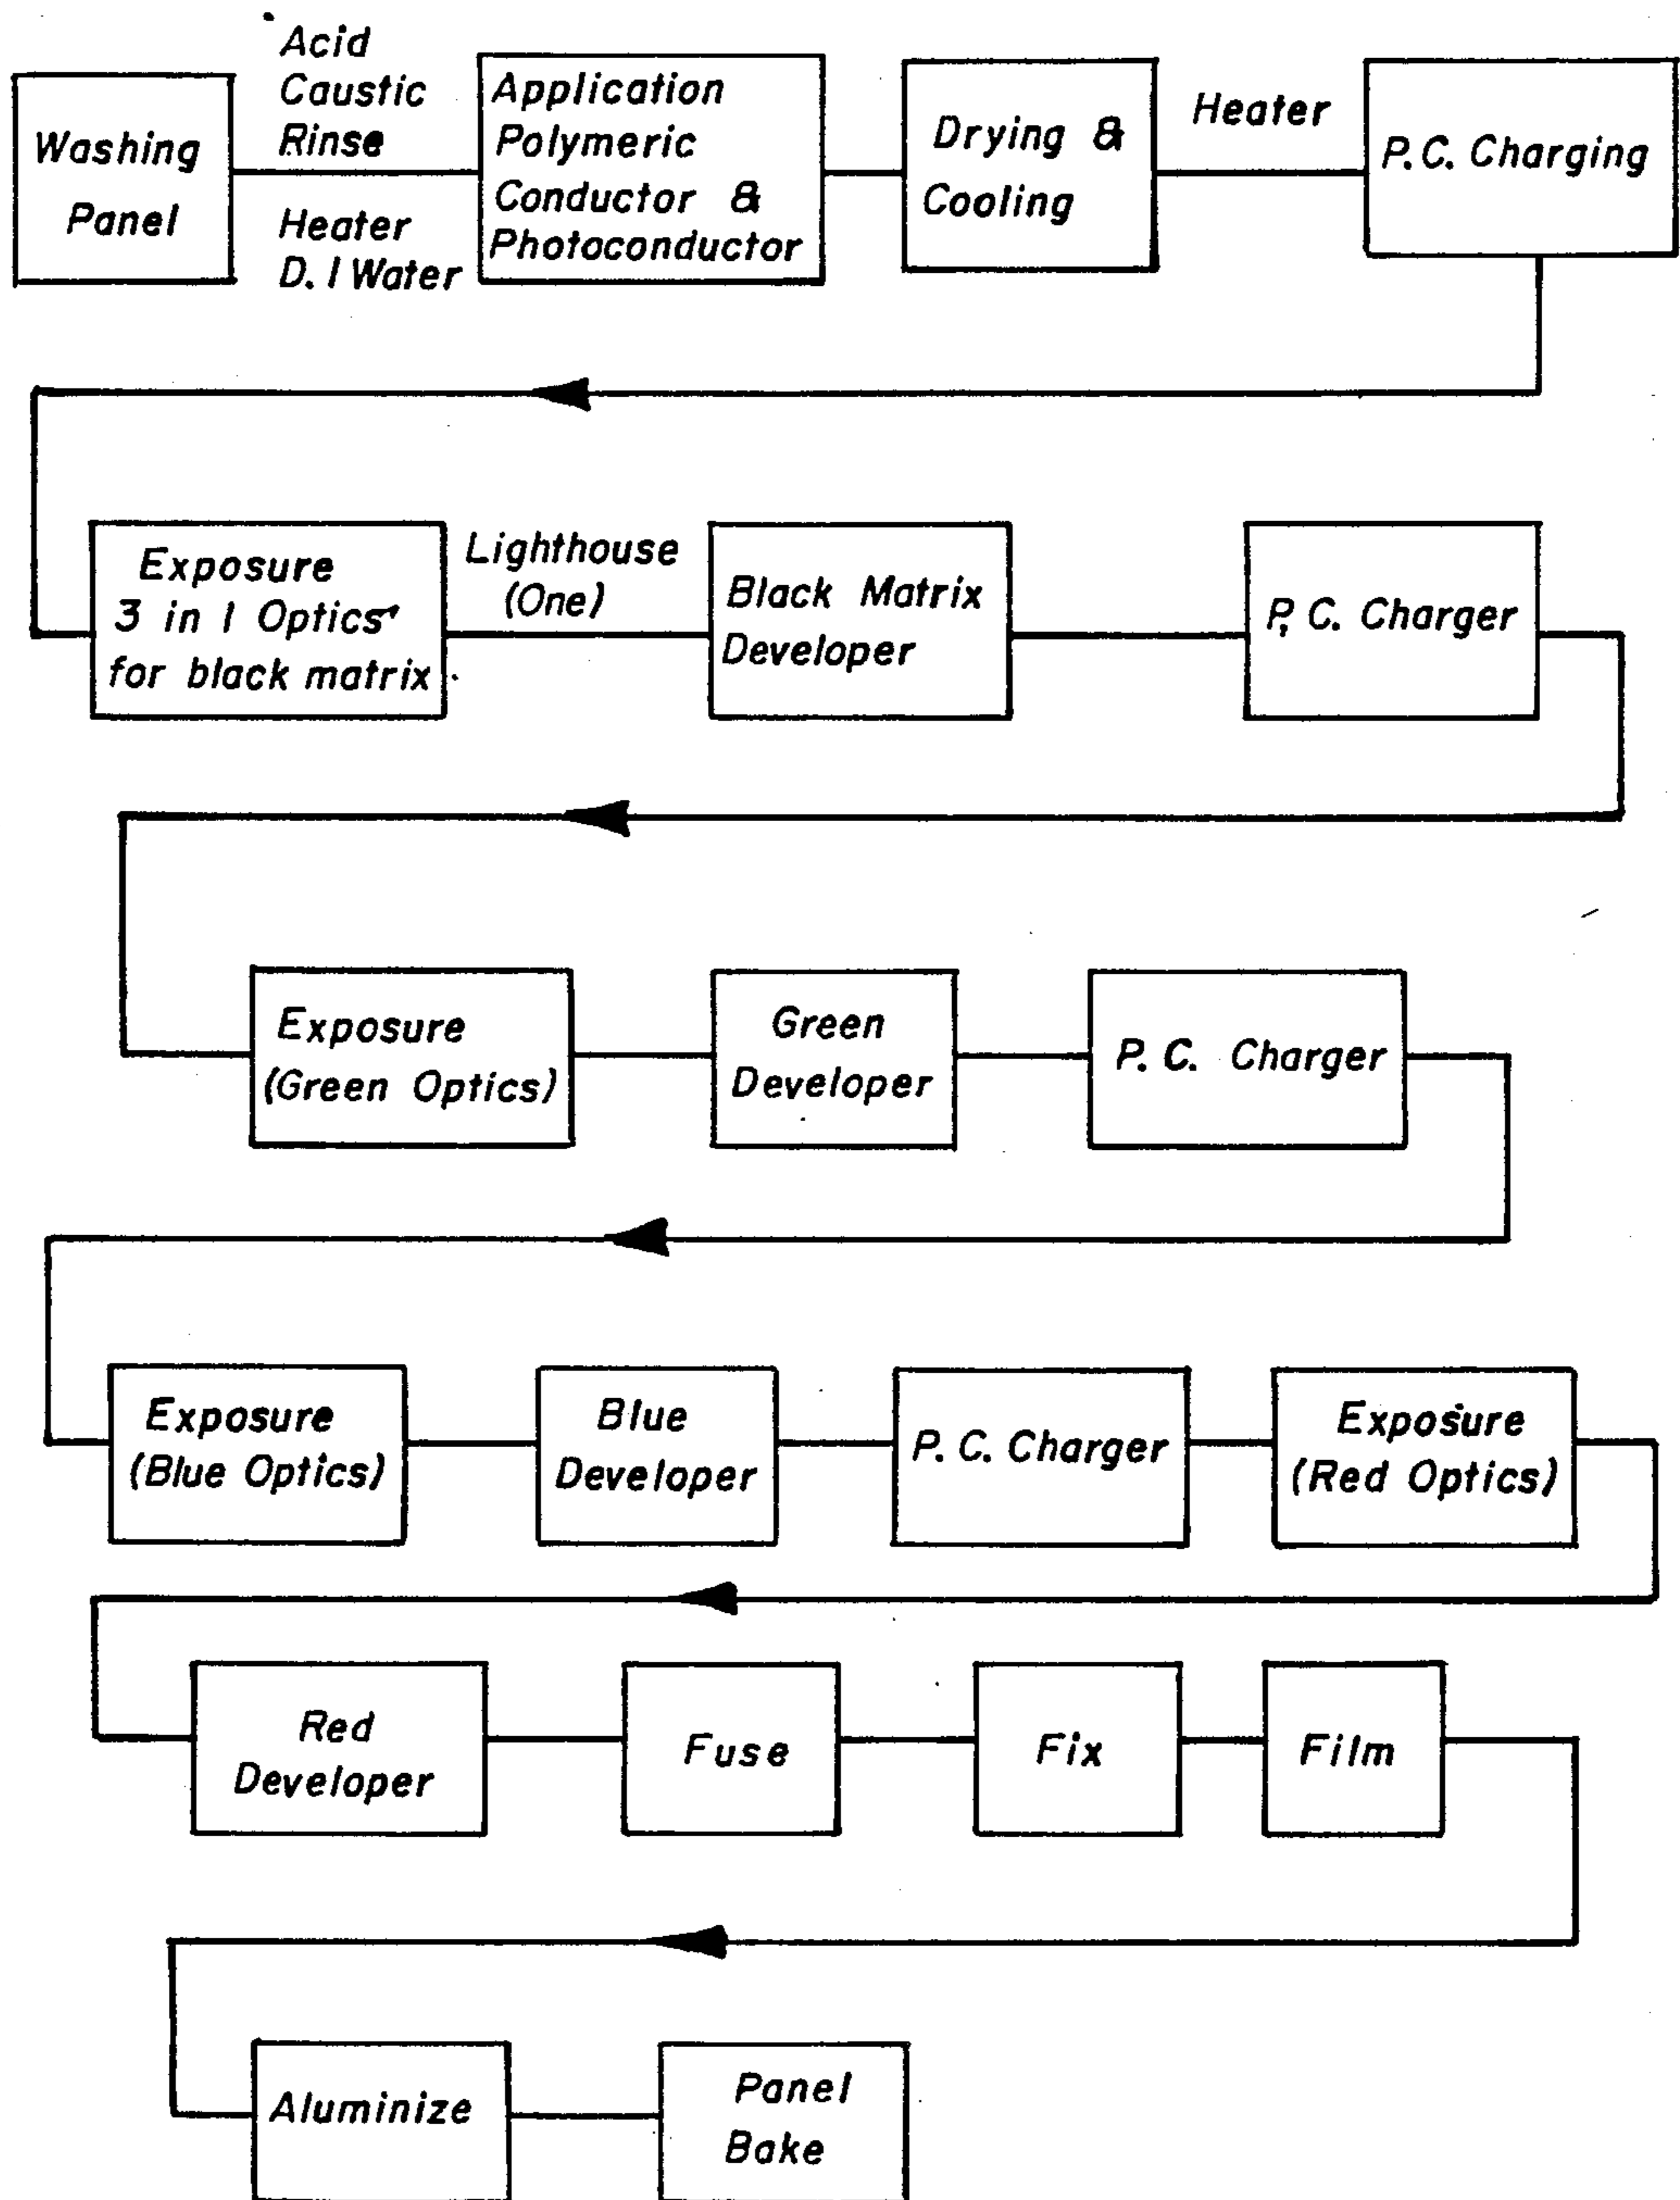 Washing
Panel
Acid
Caustic
Rinse
Heater
D.I Water
Application
Polymeric
Conductor &
Photoconductor
Drying &
Cooling
Heater
P.C. Charging
Exposure
3 in 1 Optics
for black matrix
Lighthouse
(One)
Black Matrix
Developer
P.C. Charger
Exposure
(Green Optics)
Green
Developer
P.C. Charger
Exposure
(Blue Optics)
Blue
Developer
P.C. Charger
Exposure
(Red Optics)
Red
Developer
Fuse
Fix
Film
Aluminize
Panel
Bake